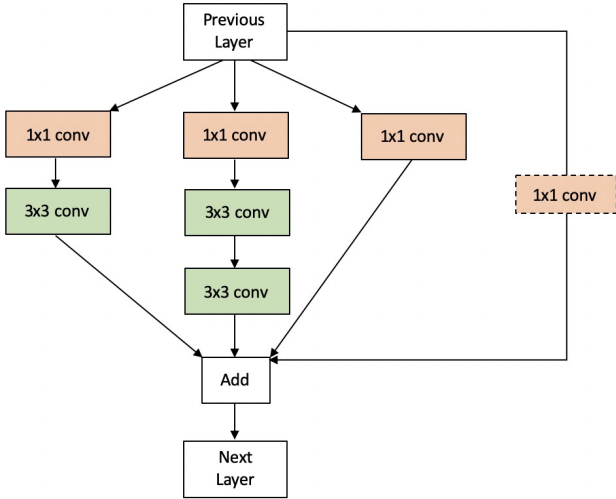 Previous
Layer
1x1 conv
1x1 conv
1x1 conv
1x1 conv
3x3 conv
3x3 conv
3x3 conv
Add
Next
Layer